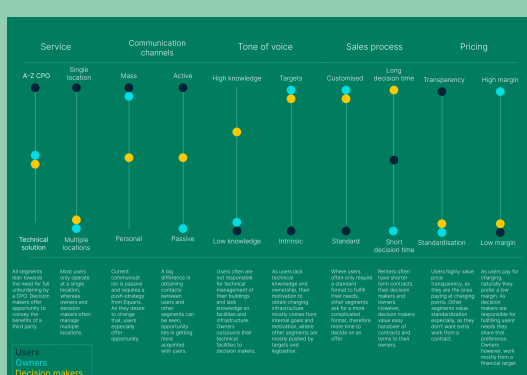 Service
Communication
channels
Tone of voice
Sales process
Pricing
A-Z CPO
Single
location
Mass
Active
High knowledge
Targets
Customised
Long
decision time
Transparency
High margin
Technical
solution
Multiple
locations
Personal
Passive
Low knowledge
Intrinsic
Standard
Short
decision time
Standardisation
Low margin
All segments
lean towards
the need for full
unburdening by
a CPO. Decision
makers offer
opportunity to
convey the
benefits of a
third party.
Most users
only operate
at a single
location,
whereas
owners and
decision
makers often
manage
multiple
locations.
Current
communicat
ion is passive
and requires a
push-strategy
from Equans.
As they desire
to change
that, users
especially
offer
opportunity.
A big
difference in
obtaining
contacts
between
users and
other
segments can
be seen,
opportunity
lies in getting
more
acquainted
with users.
Users often are
not responsible
for technical
management of
their buildings
and lack
knowledge on
facilities and
infrastructure.
Owners
outsource their
technical
facilities to
decision makers.
As users lack
technical
knowledge and
ownership, their
motivation to
obtain charging
infrastructure
mostly comes from
internal goals and
motivation, where
other segments are
mostly pushed by
targets and
legislation.
Where users
often only require
a standard
format to fulfill
their needs,
other segments
ask for a more
complicated
format, therefore
more time to
decide on an
offer.
Renters often
have shorter
term contracts
then decision
makers and
owners.
However,
decision makers
value easy
handover of
contracts and
terms to their
owners.
Users highly value
price
transparency, as
they are the ones
paying at charging
points. Other
segments value
standardization
especially, as they
don't want extra
work from a
contract.
As users pay for
charging,
naturally they
prefer a low
margin. As
decision
makers are
responsible for
fulfilling users'
needs they
share that
preference.
Owners
however, work
mostly from a
financial target.
Users
Owners
Decision makers